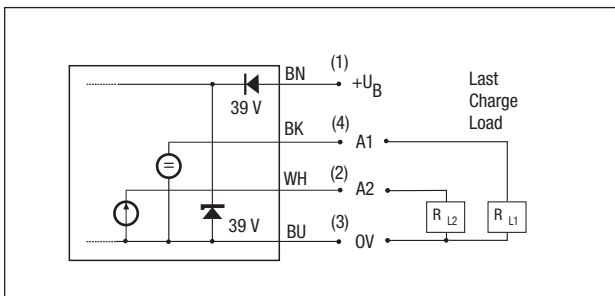 BN (1) +U_B
39 V
BK (4) A1
WH (2) A2
39 V
BU (3) 0V
Last
Charge
Load
R L2
R L1
=